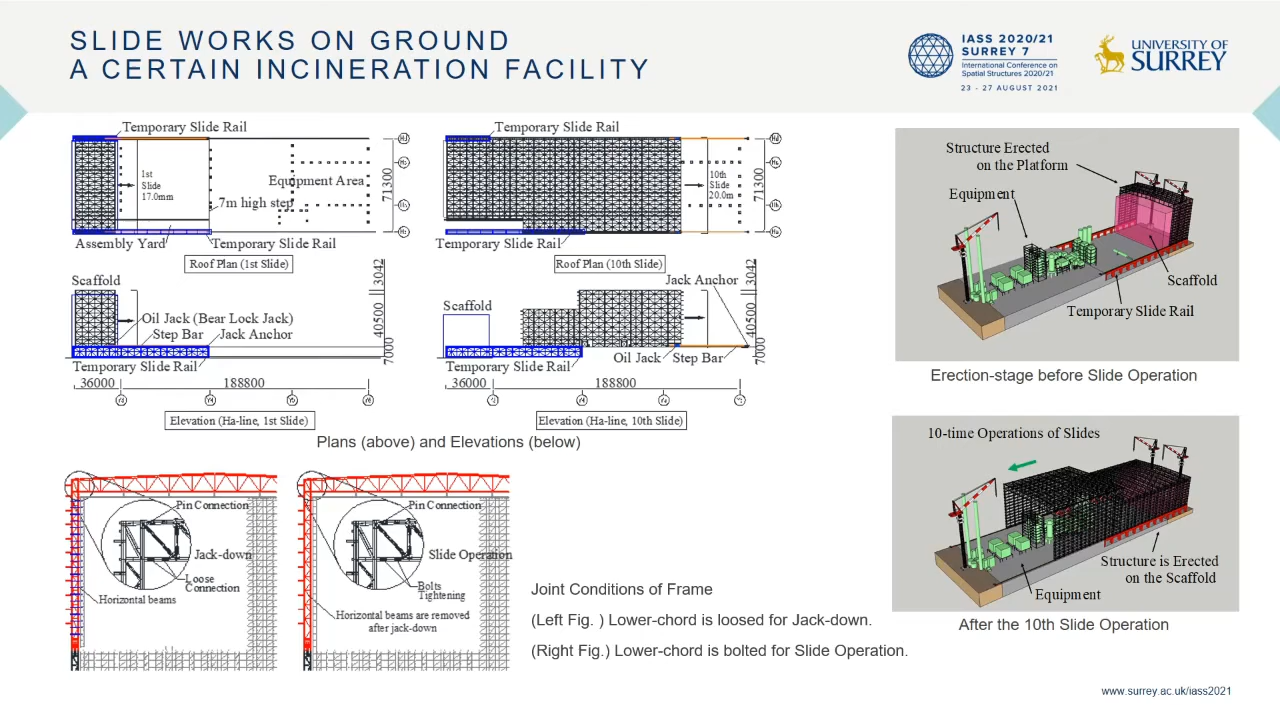 SLIDE WORKS ON GROUND
A CERTAIN INCINERATION FACILITY
IASS 2020/21
SURREY 7
International Conference on
Spatial Structures 2020/21
23 - 27 AUGUST 2021
UNIVERSITY OF
SURREY
Temporary Slide Rail
1st
Slide
17.0mm
Equipment Area
7m high step
71300
Assembly Yard
Temporary Slide Rail
Roof Plan (1st Slide)
Temporary Slide Rail
10th
Slide
20.0m
71300
Temporary Slide Rail
Roof Plan (10th Slide)
Scaffold
Oil Jack (Bear Lock Jack)
Step Bar
Jack Anchor
Temporary Slide Rail
3042
40500
7000
36000
188800
Elevation (Ha-line, 1st Slide)
Jack Anchor
Scaffold
Oil Jack
Step Bar
Temporary Slide Rail
3042
40500
7000
36000
188800
Elevation (Ha-line, 10th Slide)
Plans (above) and Elevations (below)
Structure Erected
on the Platform
Equipment
Scaffold
Temporary Slide Rail
Erection-stage before Slide Operation
10-time Operations of Slides
Structure is Erected
on the Scaffold
Equipment
After the 10th Slide Operation
Pin Connection
Jack-down
Loose
Connection
Horizontal beams
Pin Connection
Slide Operation
Bolts
Tightening
Horizontal beams are removed
after jack-down
Joint Conditions of Frame
(Left Fig. ) Lower-chord is loosed for Jack-down.
(Right Fig.) Lower-chord is bolted for Slide Operation.
www.surrey.ac.uk/iass2021